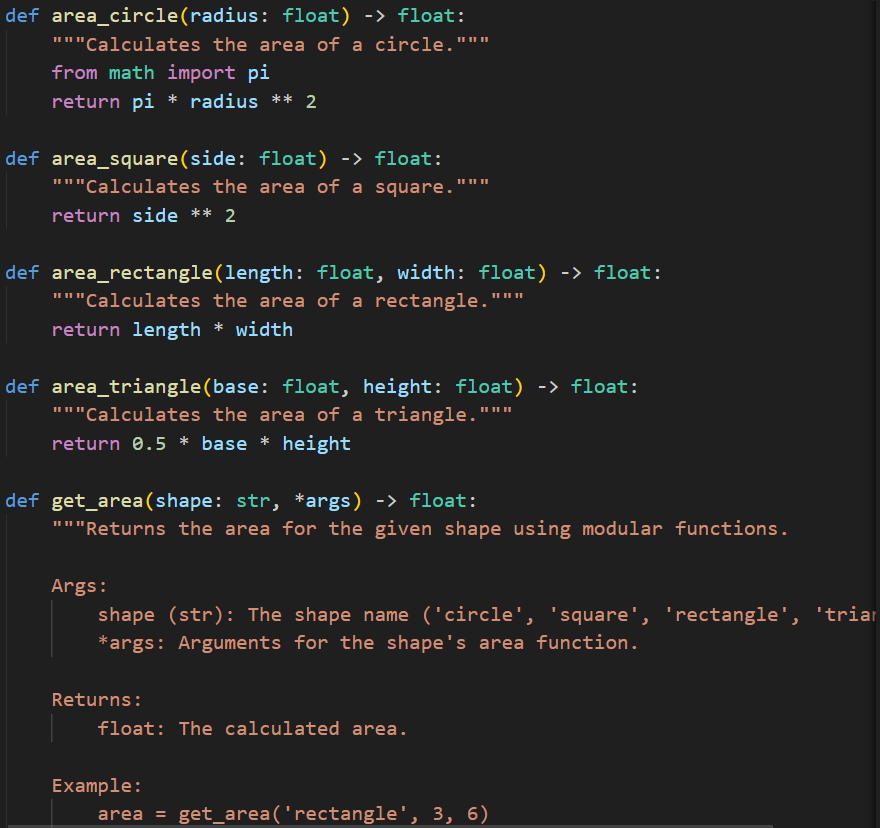 def area_circle(radius: float) -> float:
    """Calculates the area of a circle."""
    from math import pi
    return pi * radius ** 2

def area_square(side: float) -> float:
    """Calculates the area of a square."""
    return side ** 2

def area_rectangle(length: float, width: float) -> float:
    """Calculates the area of a rectangle."""
    return length * width

def area_triangle(base: float, height: float) -> float:
    """Calculates the area of a triangle."""
    return 0.5 * base * height

def get_area(shape: str, *args) -> float:
    """Returns the area for the given shape using modular functions.

    Args:
        shape (str): The shape name ('circle', 'square', 'rectangle',
        *args: Arguments for the shape's area function.

    Returns:
        float: The calculated area.

    Example:
        area = get_area('rectangle', 3, 6)